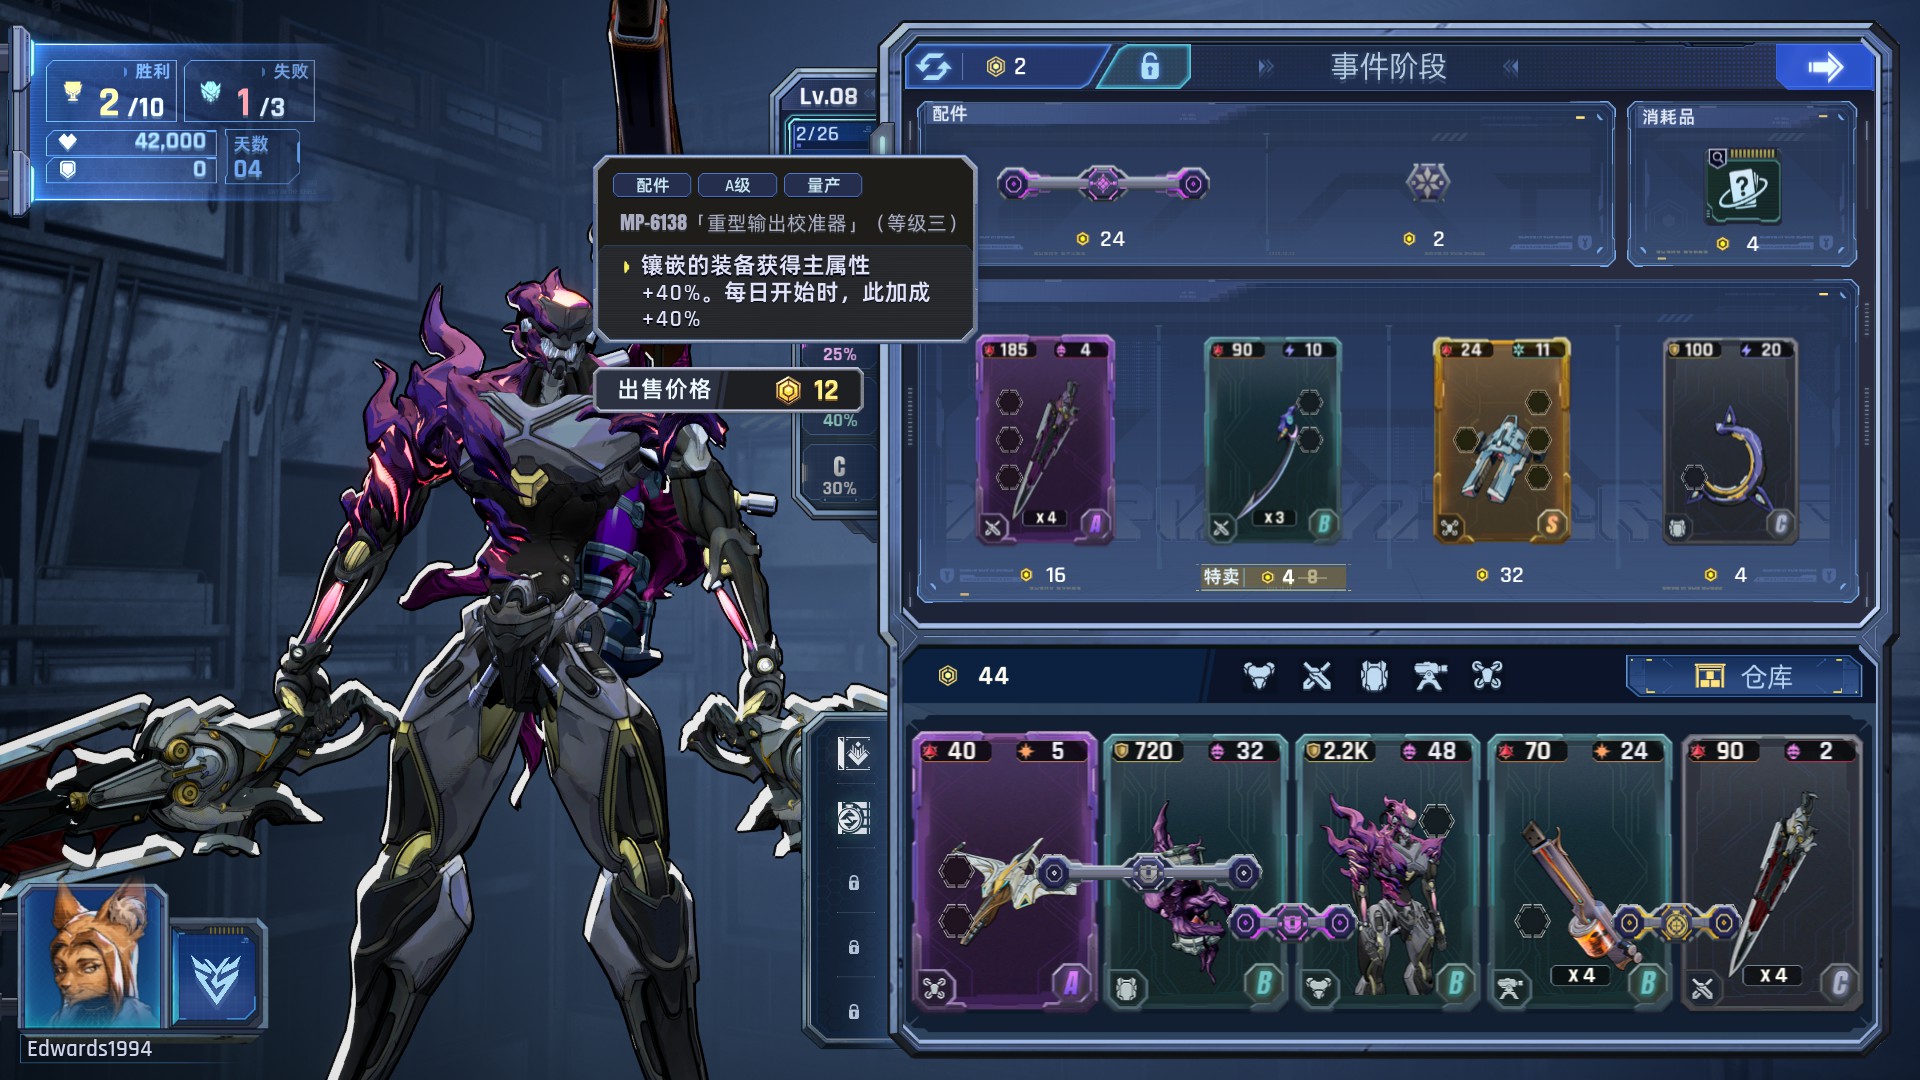 胜利
2/10
失败
1/3
42,000
0
天数
04
Lv.08
2/26
配件
A级
量产
MP-6138「重型输出校准器」（等级三）
镶嵌的装备获得主属性
+40%。每日开始时，此加成
+40%
25%
出售价格
12
40%
C
30%
2
事件阶段
配件
24
2
消耗品
4
185
4
x4
A
16
90
10
x3
B
特卖
4
8
24
11
S
32
100
20
C
4
44
仓库
40
5
A
720
32
B
2.2K
48
B
70
24
x4
B
90
2
x4
C
Edwards1994